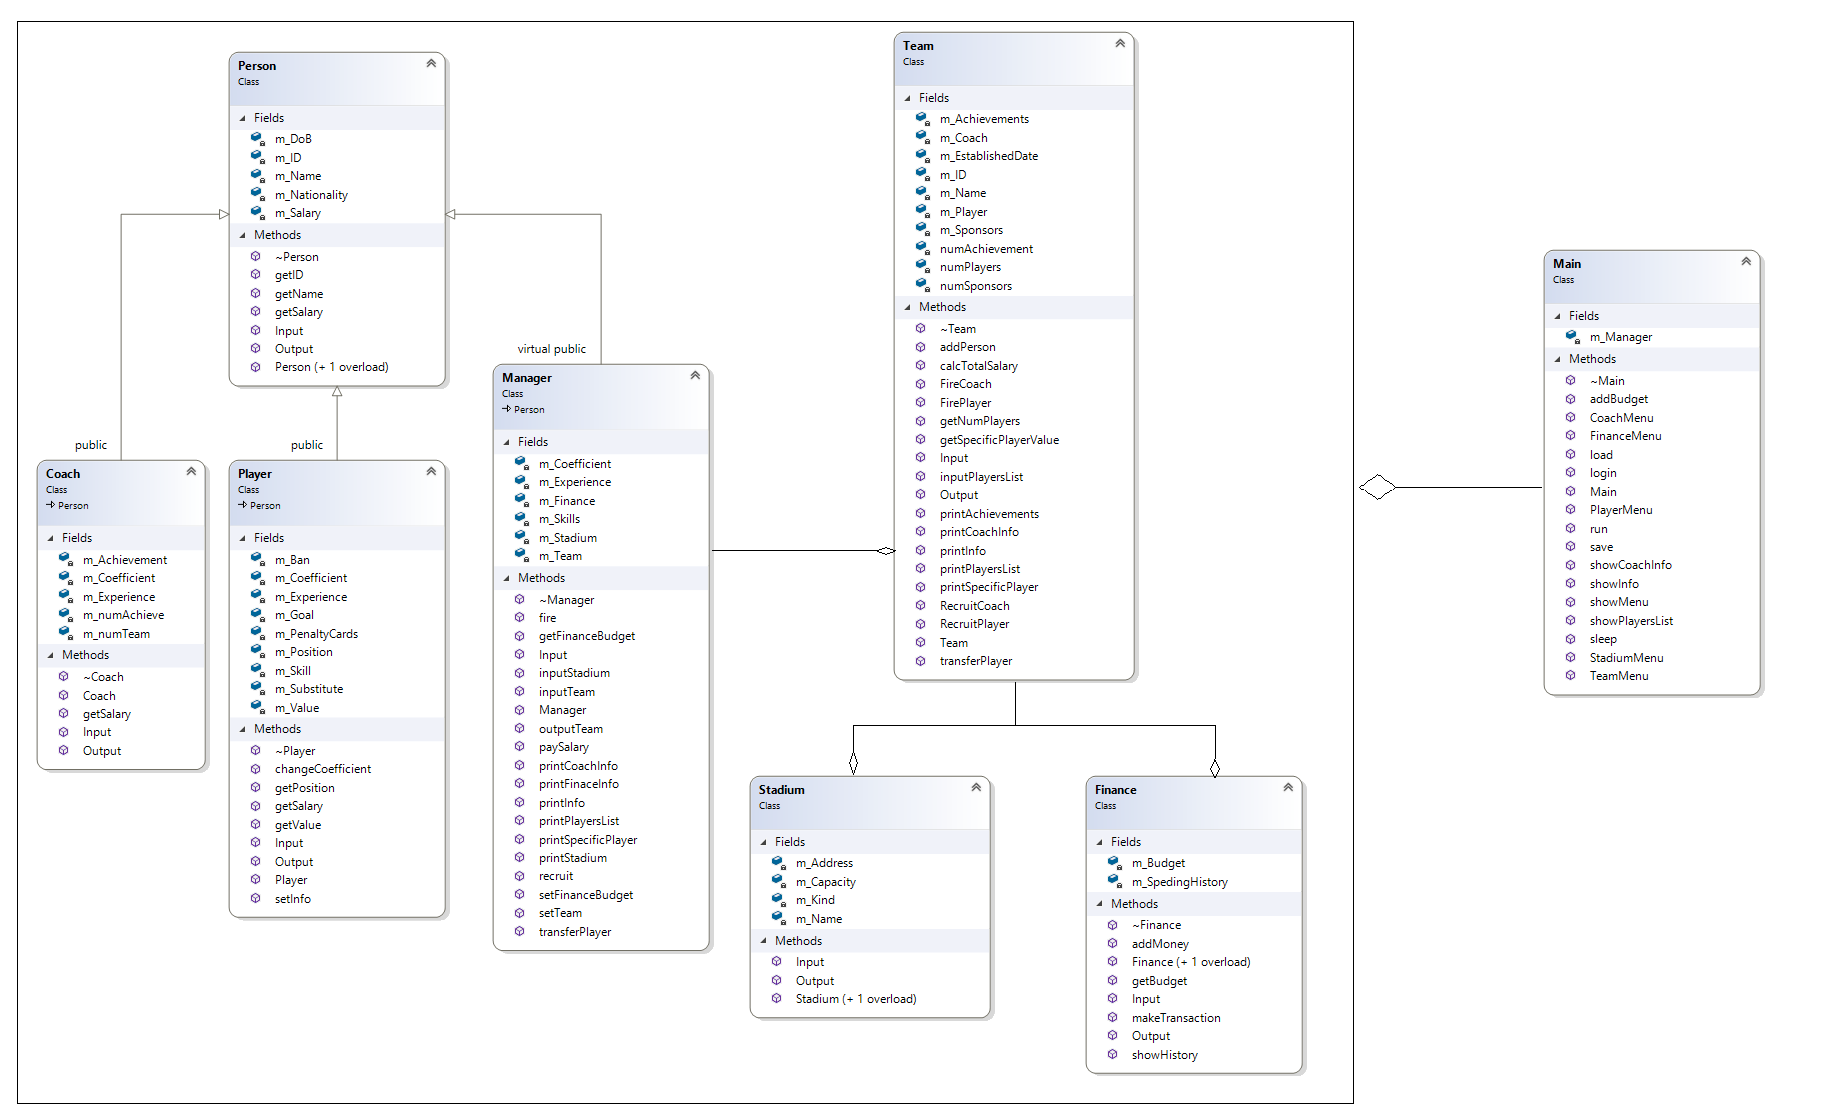 Person
Class
Fields
m_DoB
m_ID
m_Name
m_Nationality
m_Salary
Methods
~Person
getID
getName
getSalary
Input
Output
Person (+ 1 overload)
public
public
virtual public
Coach
Class
Person
Fields
m_Achievement
m_Coefficient
m_Experience
m_numAchieve
m_numTeam
Methods
~Coach
Coach
getSalary
Input
Output
Player
Class
Person
Fields
m_Ban
m_Coefficient
m_Experience
m_Goal
m_PenaltyCards
m_Position
m_Skill
m_Substitute
m_Value
Methods
~Player
changeCoefficient
getPosition
getSalary
getValue
Input
Output
Player
setInfo
Manager
Class
Person
Fields
m_Coefficient
m_Experience
m_Finance
m_Skills
m_Stadium
m_Team
Methods
~Manager
fire
getFinanceBudget
Input
inputStadium
inputTeam
Manager
outputTeam
paySalary
printCoachInfo
printFinaceInfo
printInfo
printPlayersList
printSpecificPlayer
printStadium
recruit
setFinanceBudget
setTeam
transferPlayer
Team
Class
Fields
m_Achievements
m_Coach
m_EstablishedDate
m_ID
m_Name
m_Player
m_Sponsors
numAchievement
numPlayers
numSponsors
Methods
~Team
addPerson
calcTotalSalary
FireCoach
FirePlayer
getNumPlayers
getSpecificPlayerValue
Input
inputPlayersList
Output
printAchievements
printCoachInfo
printInfo
printPlayersList
printSpecificPlayer
RecruitCoach
RecruitPlayer
Team
transferPlayer
Stadium
Class
Fields
m_Address
m_Capacity
m_Kind
m_Name
Methods
Input
Output
Stadium (+ 1 overload)
Finance
Class
Fields
m_Budget
m_SpedingHistory
Methods
~Finance
addMoney
Finance (+ 1 overload)
getBudget
Input
makeTransaction
Output
showHistory
Main
Class
Fields
m_Manager
Methods
~Main
addBudget
CoachMenu
FinanceMenu
load
login
Main
PlayerMenu
run
save
showCoachInfo
showInfo
showMenu
showPlayersList
sleep
StadiumMenu
TeamMenu